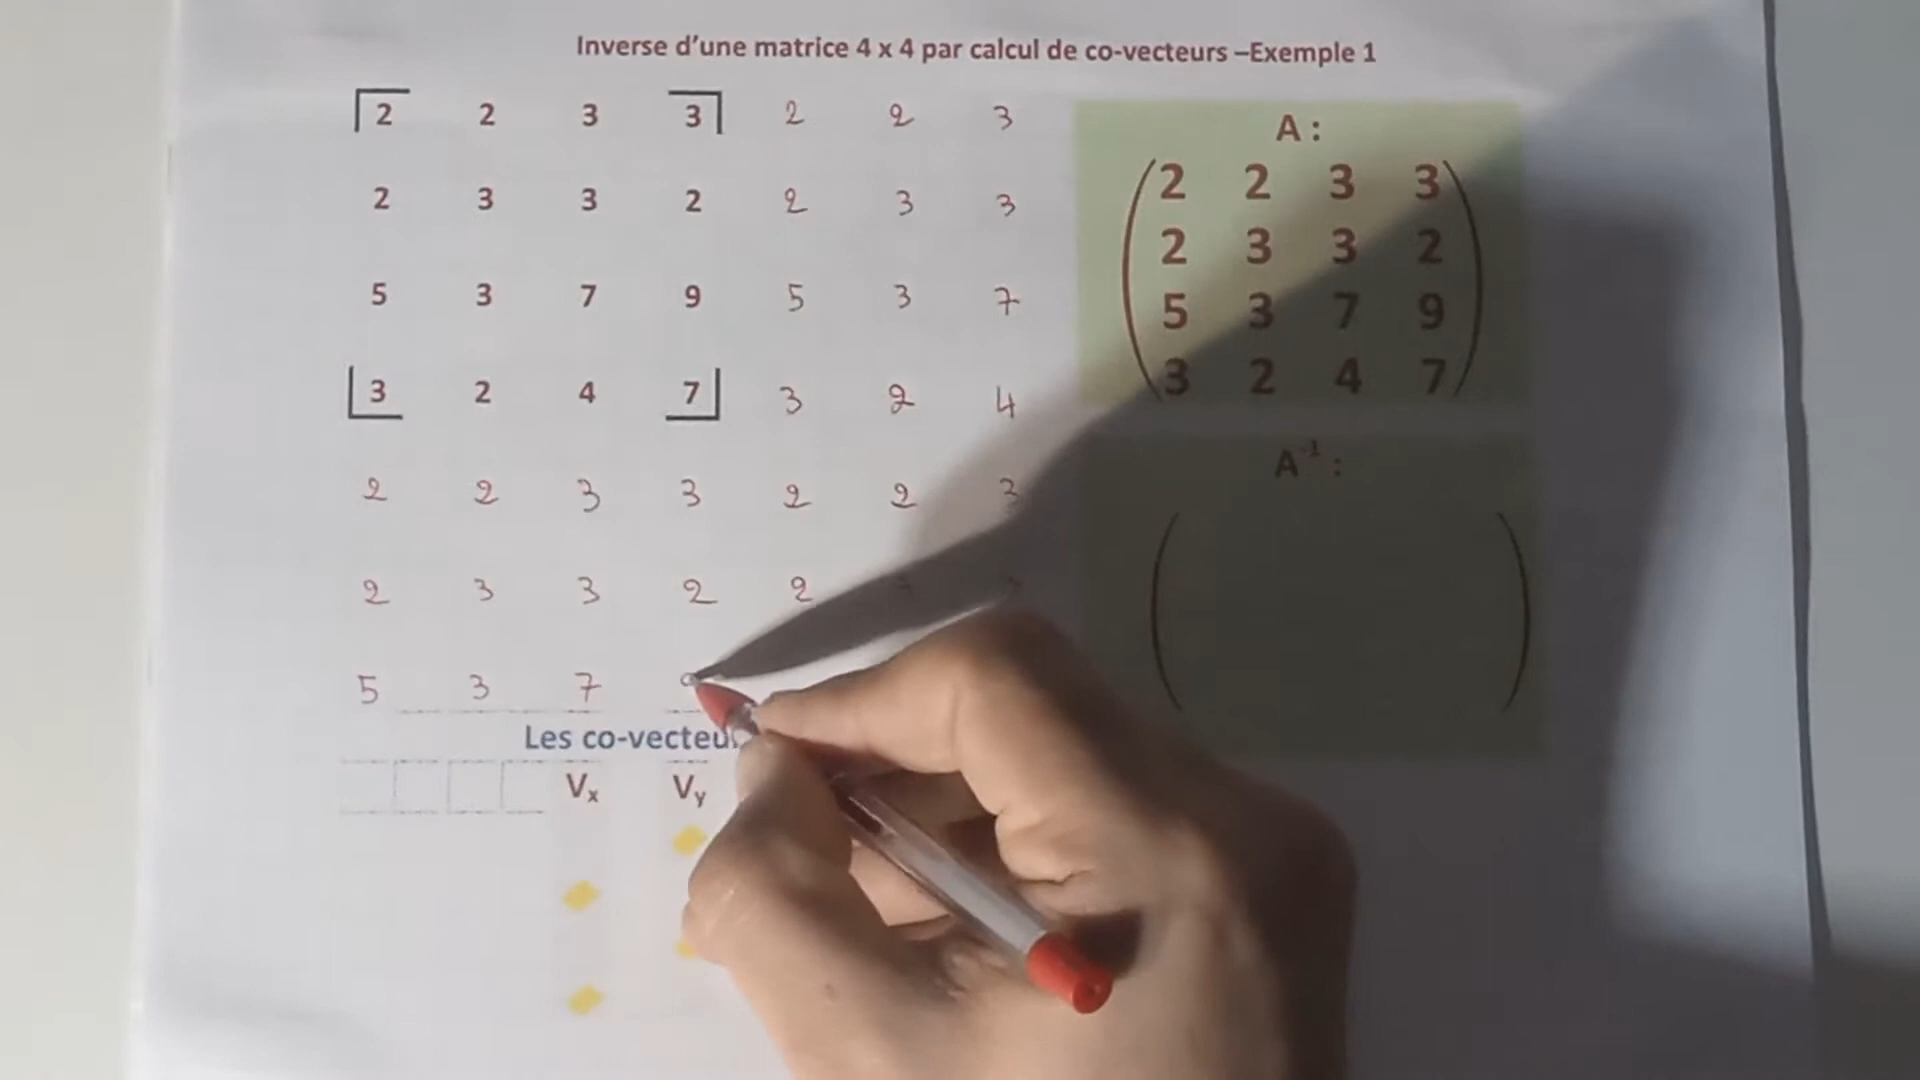 Inverse d'une matrice 4 x 4 par calcul de co-vecteurs –Exemple 1
2 2 3 3 2 2 3
2 3 3 2 2 3 3
5 3 7 9 5 3 7
3 2 4 7 3 2 4
2 2 3 3 2 2 3
2 3 3 2 2
5 3 7
Les co-vecteu
Vx Vy
A :
2 2 3 3
2 3 3 2
5 3 7 9
3 2 4 7
A-1 :